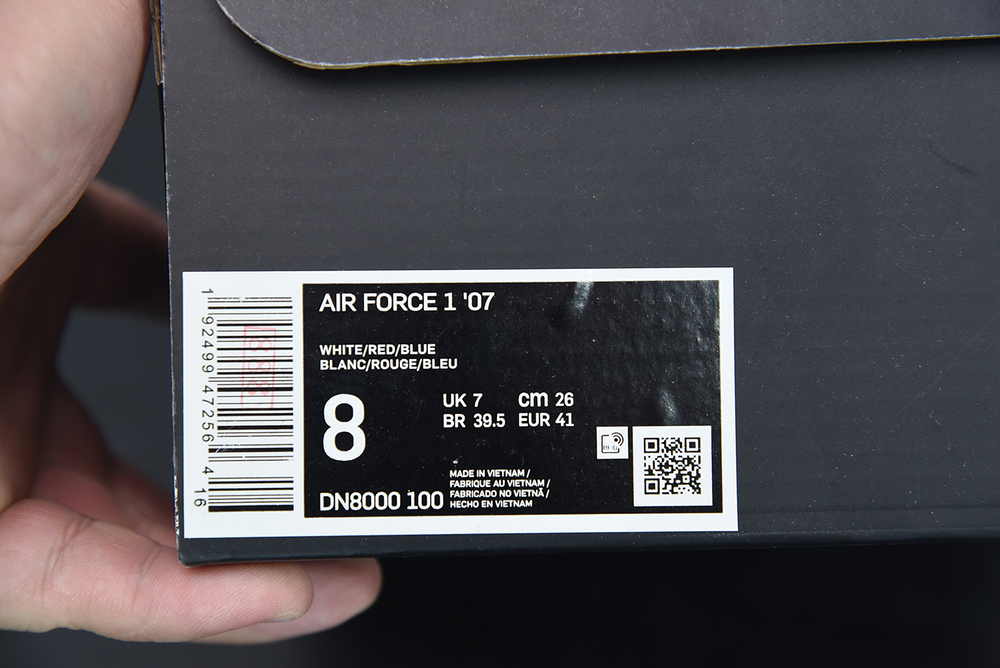 AIR FORCE 1 '07
WHITE/RED/BLUE
BLANC/ROUGE/BLEU
8
UK 7 cm 26
BR 39.5 EUR 41
MADE IN VIETNAM /
FABRIQUE AU VIETNAM /
FABRICADO NO VIETNÃ /
HECHO EN VIETNAM
DN8000 100
1 92499 47256 4 16